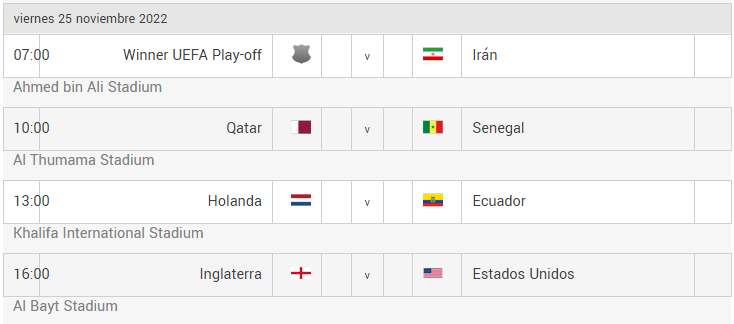 viernes 25 noviembre 2022
07:00 Winner UEFA Play-off v Irán
Ahmed bin Ali Stadium
10:00 Qatar v Senegal
Al Thumama Stadium
13:00 Holanda v Ecuador
Khalifa International Stadium
16:00 Inglaterra v Estados Unidos
Al Bayt Stadium